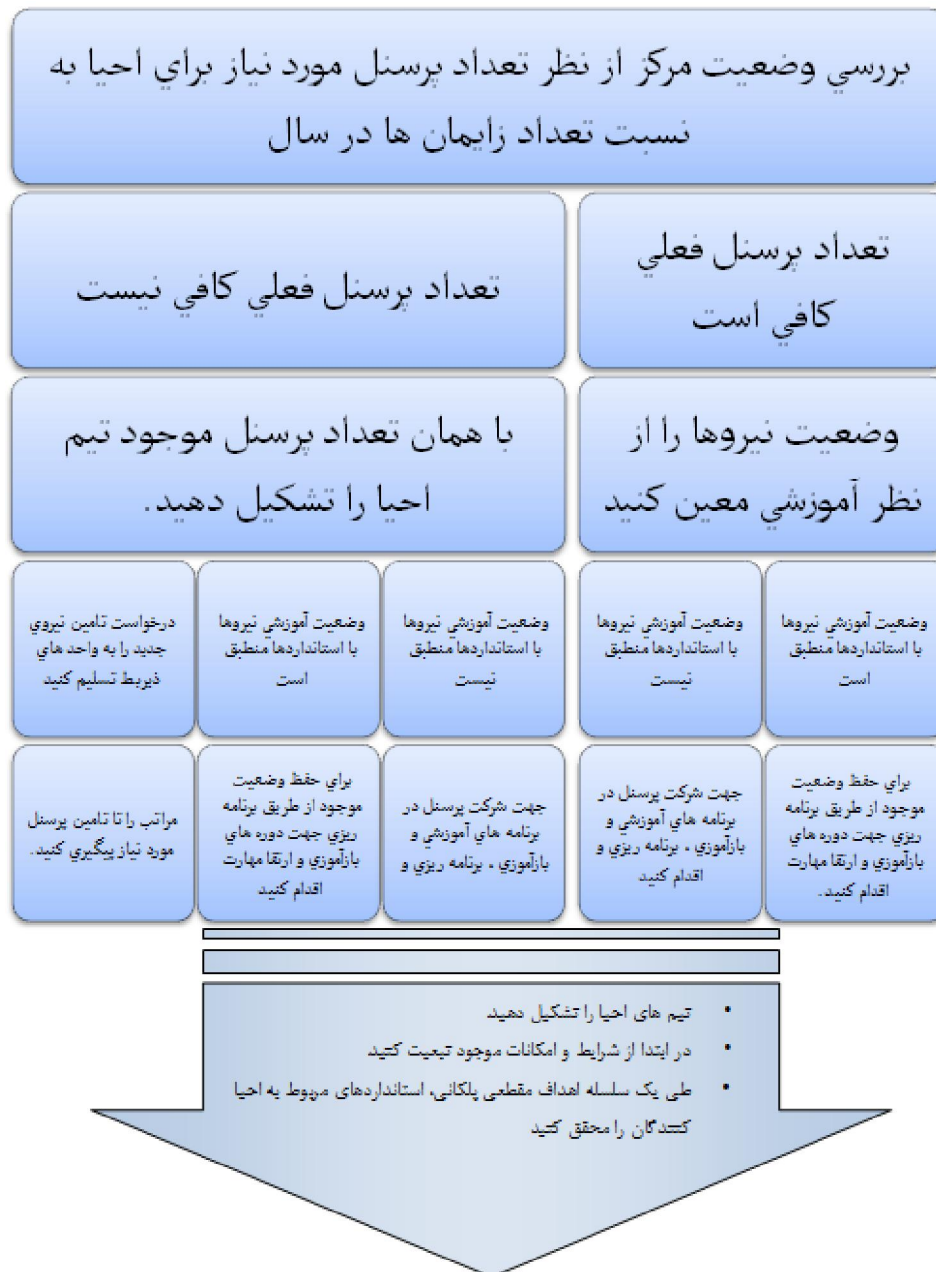 بررسي وضعيت مركز از نظر تعداد پرسنل مورد نياز براي احيا به
نسبت تعداد زايمان ها در سال
تعداد پرسنل فعلي
كافي است
تعداد پرسنل فعلي كافي نيست
وضعيت نيروها را از
نظر آموزشي معين كنيد
با همان تعداد پرسنل موجود تيم
احيا را تشكيل دهيد.
وضعيت آموزشي نيروها
با استانداردها منطبق
است
وضعيت آموزشي نيروها
با استانداردها منطبق
نيست
وضعيت آموزشي نيروها
با استانداردها منطبق
نيست
وضعيت آموزشي نيروها
با استانداردها منطبق
است
درخواست تامين نيروي
جديد را به واحد هاي
ذيربط تسليم كنيد
براي حفظ وضعيت
موجود از طريق برنامه
ريزي جهت دوره هاي
بازآموزي و ارتقا مهارت
اقدام كنيد.
جهت شركت پرسنل در
برنامه هاي آموزشي و
بازآموزي ، برنامه ريزي و
اقدام كنيد
جهت شركت پرسنل در
برنامه هاي آموزشي و
بازآموزي ، برنامه ريزي و
براي حفظ وضعيت
موجود از طريق برنامه
ريزي جهت دوره هاي
بازآموزي و ارتقا مهارت
اقدام كنيد
مراتب را تا تامين پرسنل
مورد نياز پيگيري كنيد.
• تیم های احیا را تشکیل دهید
• در ابتدا از شرایط و امکانات موجود تبعیت کنید
• طی یک سلسله اهداف مقطعی پلکانی، استانداردهای مربوط به احیا
کنندگان را محقق کنید